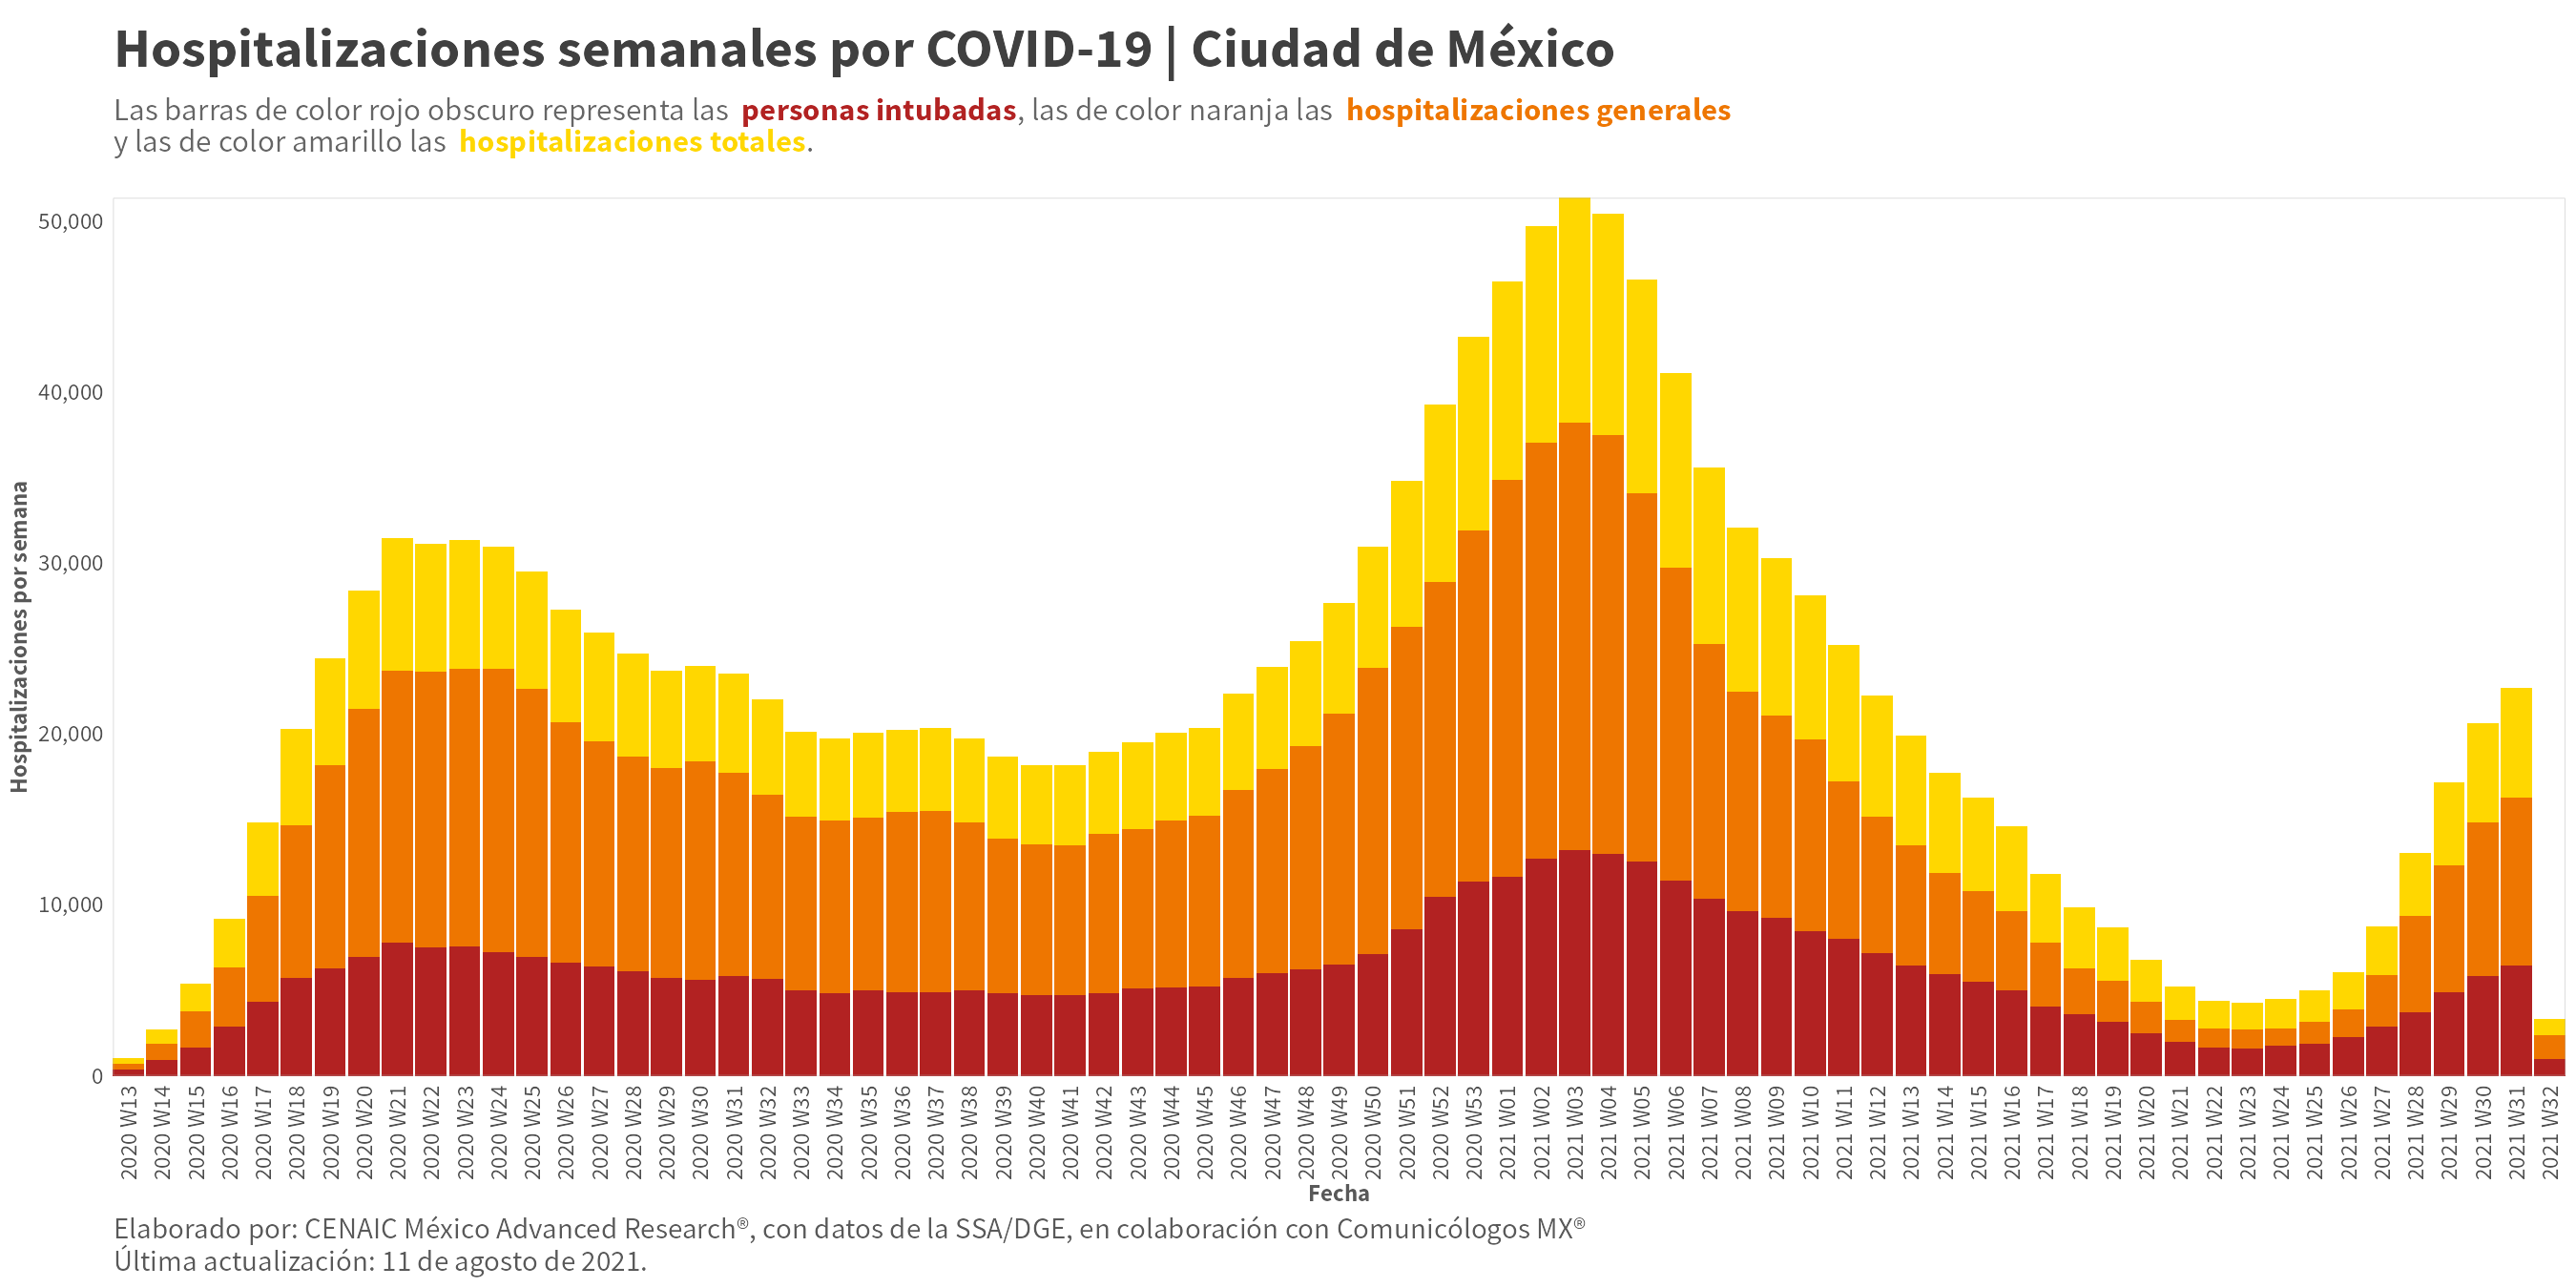 Hospitalizaciones semanales por COVID-19 | Ciudad de México
Las barras de color rojo obscuro representa las personas intubadas, las de color naranja las hospitalizaciones generales
y las de color amarillo las hospitalizaciones totales.
Hospitalizaciones por semana
50,000
40,000
30,000
20,000
10,000
0
2020 W13
2020 W14
2020 W15
2020 W16
2020 W17
2020 W18
2020 W19
2020 W20
2020 W21
2020 W22
2020 W23
2020 W24
2020 W25
2020 W26
2020 W27
2020 W28
2020 W29
2020 W30
2020 W31
2020 W32
2020 W33
2020 W34
2020 W35
2020 W36
2020 W37
2020 W38
2020 W39
2020 W40
2020 W41
2020 W42
2020 W43
2020 W44
2020 W45
2020 W46
2020 W47
2020 W48
2020 W49
2020 W50
2020 W51
2020 W52
2020 W53
2021 W01
2021 W02
2021 W03
2021 W04
2021 W05
2021 W06
2021 W07
2021 W08
2021 W09
2021 W10
2021 W11
2021 W12
2021 W13
2021 W14
2021 W15
2021 W16
2021 W17
2021 W18
2021 W19
2021 W20
2021 W21
2021 W22
2021 W23
2021 W24
2021 W25
2021 W26
2021 W27
2021 W28
2021 W29
2021 W30
2021 W31
2021 W32
Fecha
Elaborado por: CENAIC México Advanced Research®, con datos de la SSA/DGE, en colaboración con Comunicólogos MX®
Última actualización: 11 de agosto de 2021.